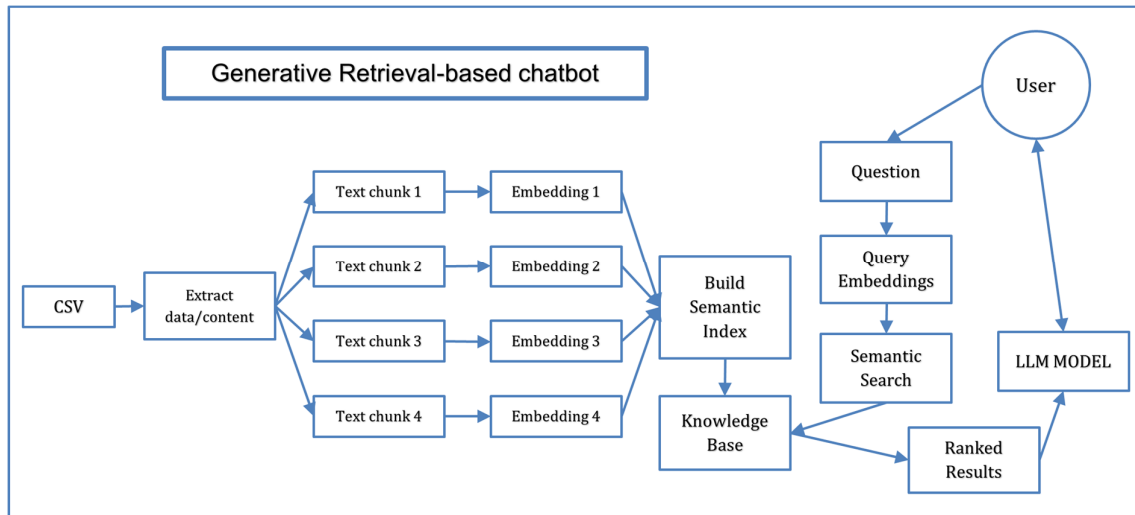 Generative Retrieval-based chatbot
User
Question
Text chunk 1
Embedding 1
Text chunk 2
Embedding 2
Query
Embeddings
CSV
Extract
data/content
Build
Semantic
Index
Text chunk 3
Embedding 3
Semantic
Search
LLM MODEL
Text chunk 4
Embedding 4
Knowledge
Base
Ranked
Results